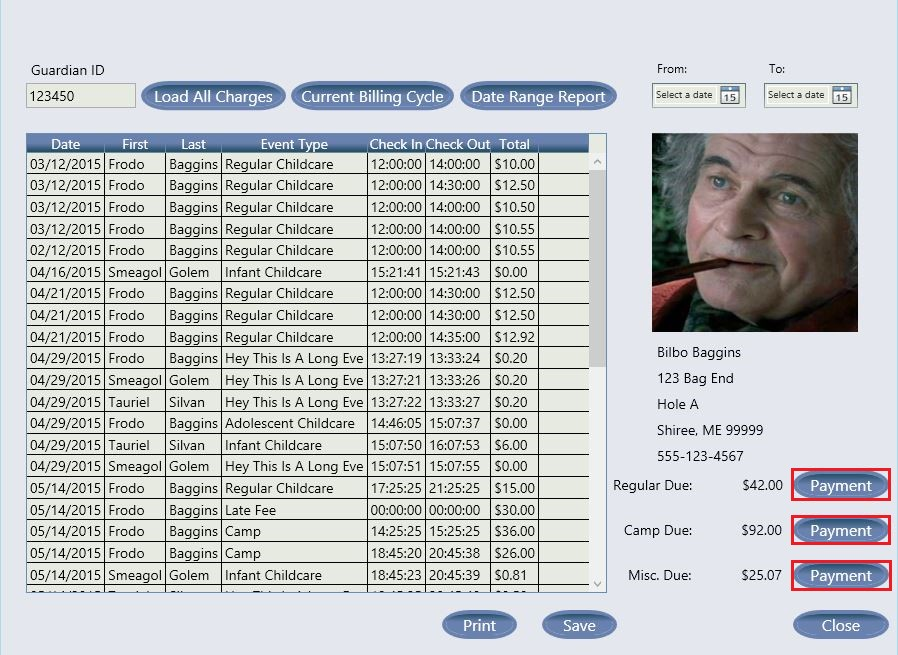 Guardian ID
From:
To:
123450
Load All Charges
Current Billing Cycle
Date Range Report
Select a date
15
Select a date
15
Date First Last Event Type Check In Check Out Total
03/12/2015 Frodo Baggins Regular Childcare 12:00:00 14:00:00 $10.00
03/12/2015 Frodo Baggins Regular Childcare 12:00:00 14:30:00 $12.50
03/12/2015 Frodo Baggins Regular Childcare 12:00:00 14:00:00 $10.50
03/12/2015 Frodo Baggins Regular Childcare 12:00:00 14:00:00 $10.55
02/12/2015 Frodo Baggins Regular Childcare 12:00:00 14:00:00 $10.55
04/16/2015 Smeagol Golem Infant Childcare 15:21:41 15:21:43 $0.00
04/21/2015 Frodo Baggins Regular Childcare 12:00:00 14:30:00 $12.50
04/21/2015 Frodo Baggins Regular Childcare 12:00:00 14:30:00 $12.50
04/21/2015 Frodo Baggins Regular Childcare 12:00:00 14:35:00 $12.92
04/29/2015 Frodo Baggins Hey This Is A Long Eve 13:27:19 13:33:24 $0.20
04/29/2015 Smeagol Golem Hey This Is A Long Eve 13:27:21 13:33:26 $0.20
04/29/2015 Tauriel Silvan Hey This Is A Long Eve 13:27:22 13:33:27 $0.20
04/29/2015 Frodo Baggins Adolescent Childcare 14:46:05 15:07:37 $0.00
04/29/2015 Tauriel Silvan Infant Childcare 15:07:50 16:07:53 $6.00
04/29/2015 Smeagol Golem Hey This Is A Long Eve 15:07:51 15:07:55 $0.00
05/14/2015 Frodo Baggins Regular Childcare 17:25:25 21:25:25 $15.00
05/14/2015 Frodo Baggins Late Fee 00:00:00 00:00:00 $30.00
05/14/2015 Frodo Baggins Camp 14:25:25 15:25:25 $36.00
05/14/2015 Frodo Baggins Camp 18:45:20 20:45:38 $26.00
05/14/2015 Smeagol Golem Infant Childcare 18:45:23 20:45:39 $0.81
Bilbo Baggins
123 Bag End
Hole A
Shiree, ME 99999
555-123-4567
Regular Due: $42.00 Payment
Camp Due: $92.00 Payment
Misc. Due: $25.07 Payment
Print
Save
Close